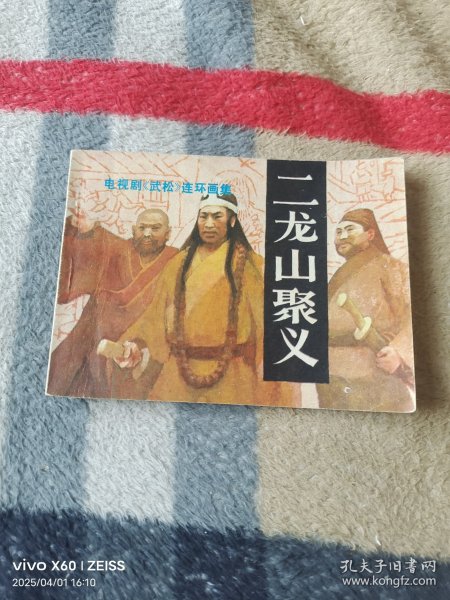 电视剧《武松》连环画集
二龙山聚义
vivo X60 | ZEISS
2025/04/01 16:10
孔夫子旧书网
www.kongfz.com